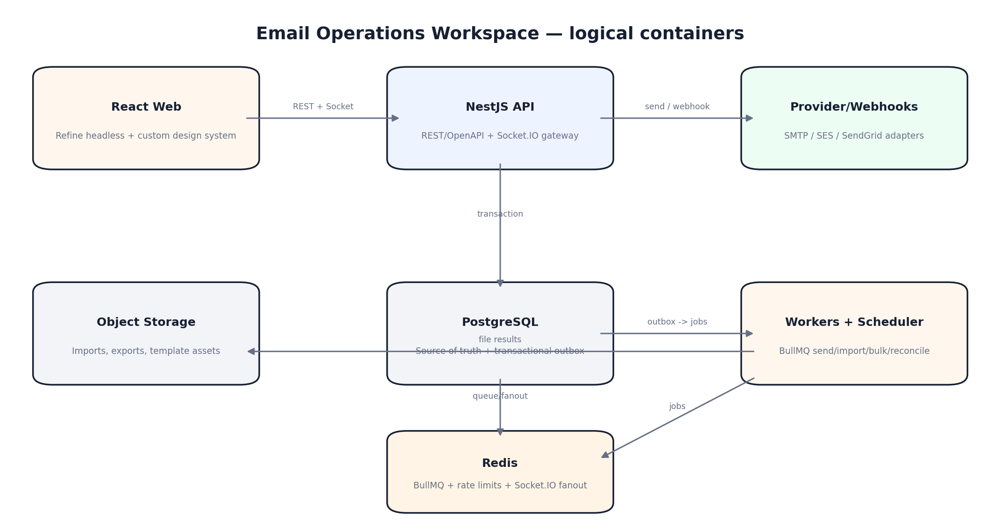 Email Operations Workspace — logical containers
React Web
Refine headless + custom design system
REST + Socket
NestJS API
REST/OpenAPI + Socket.IO gateway
send / webhook
Provider/Webhooks
SMTP / SES / SendGrid adapters
transaction
Object Storage
Imports, exports, template assets
PostgreSQL
file results
Source of truth + transactional outbox
outbox -> jobs
Workers + Scheduler
BullMQ send/import/bulk/reconcile
queue/fanout
jobs
Redis
BullMQ + rate limits + Socket.IO fanout